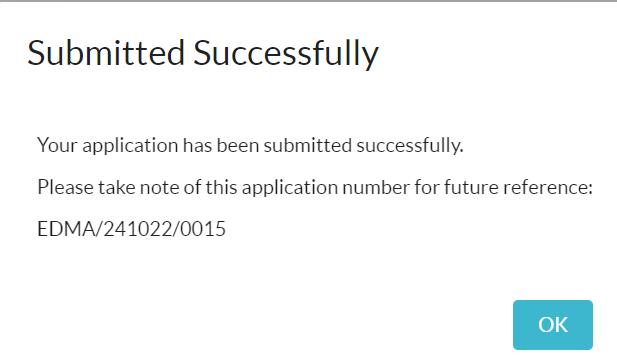 Submitted Successfully
Your application has been submitted successfully.
Please take note of this application number for future reference:
EDMA/241022/0015
OK